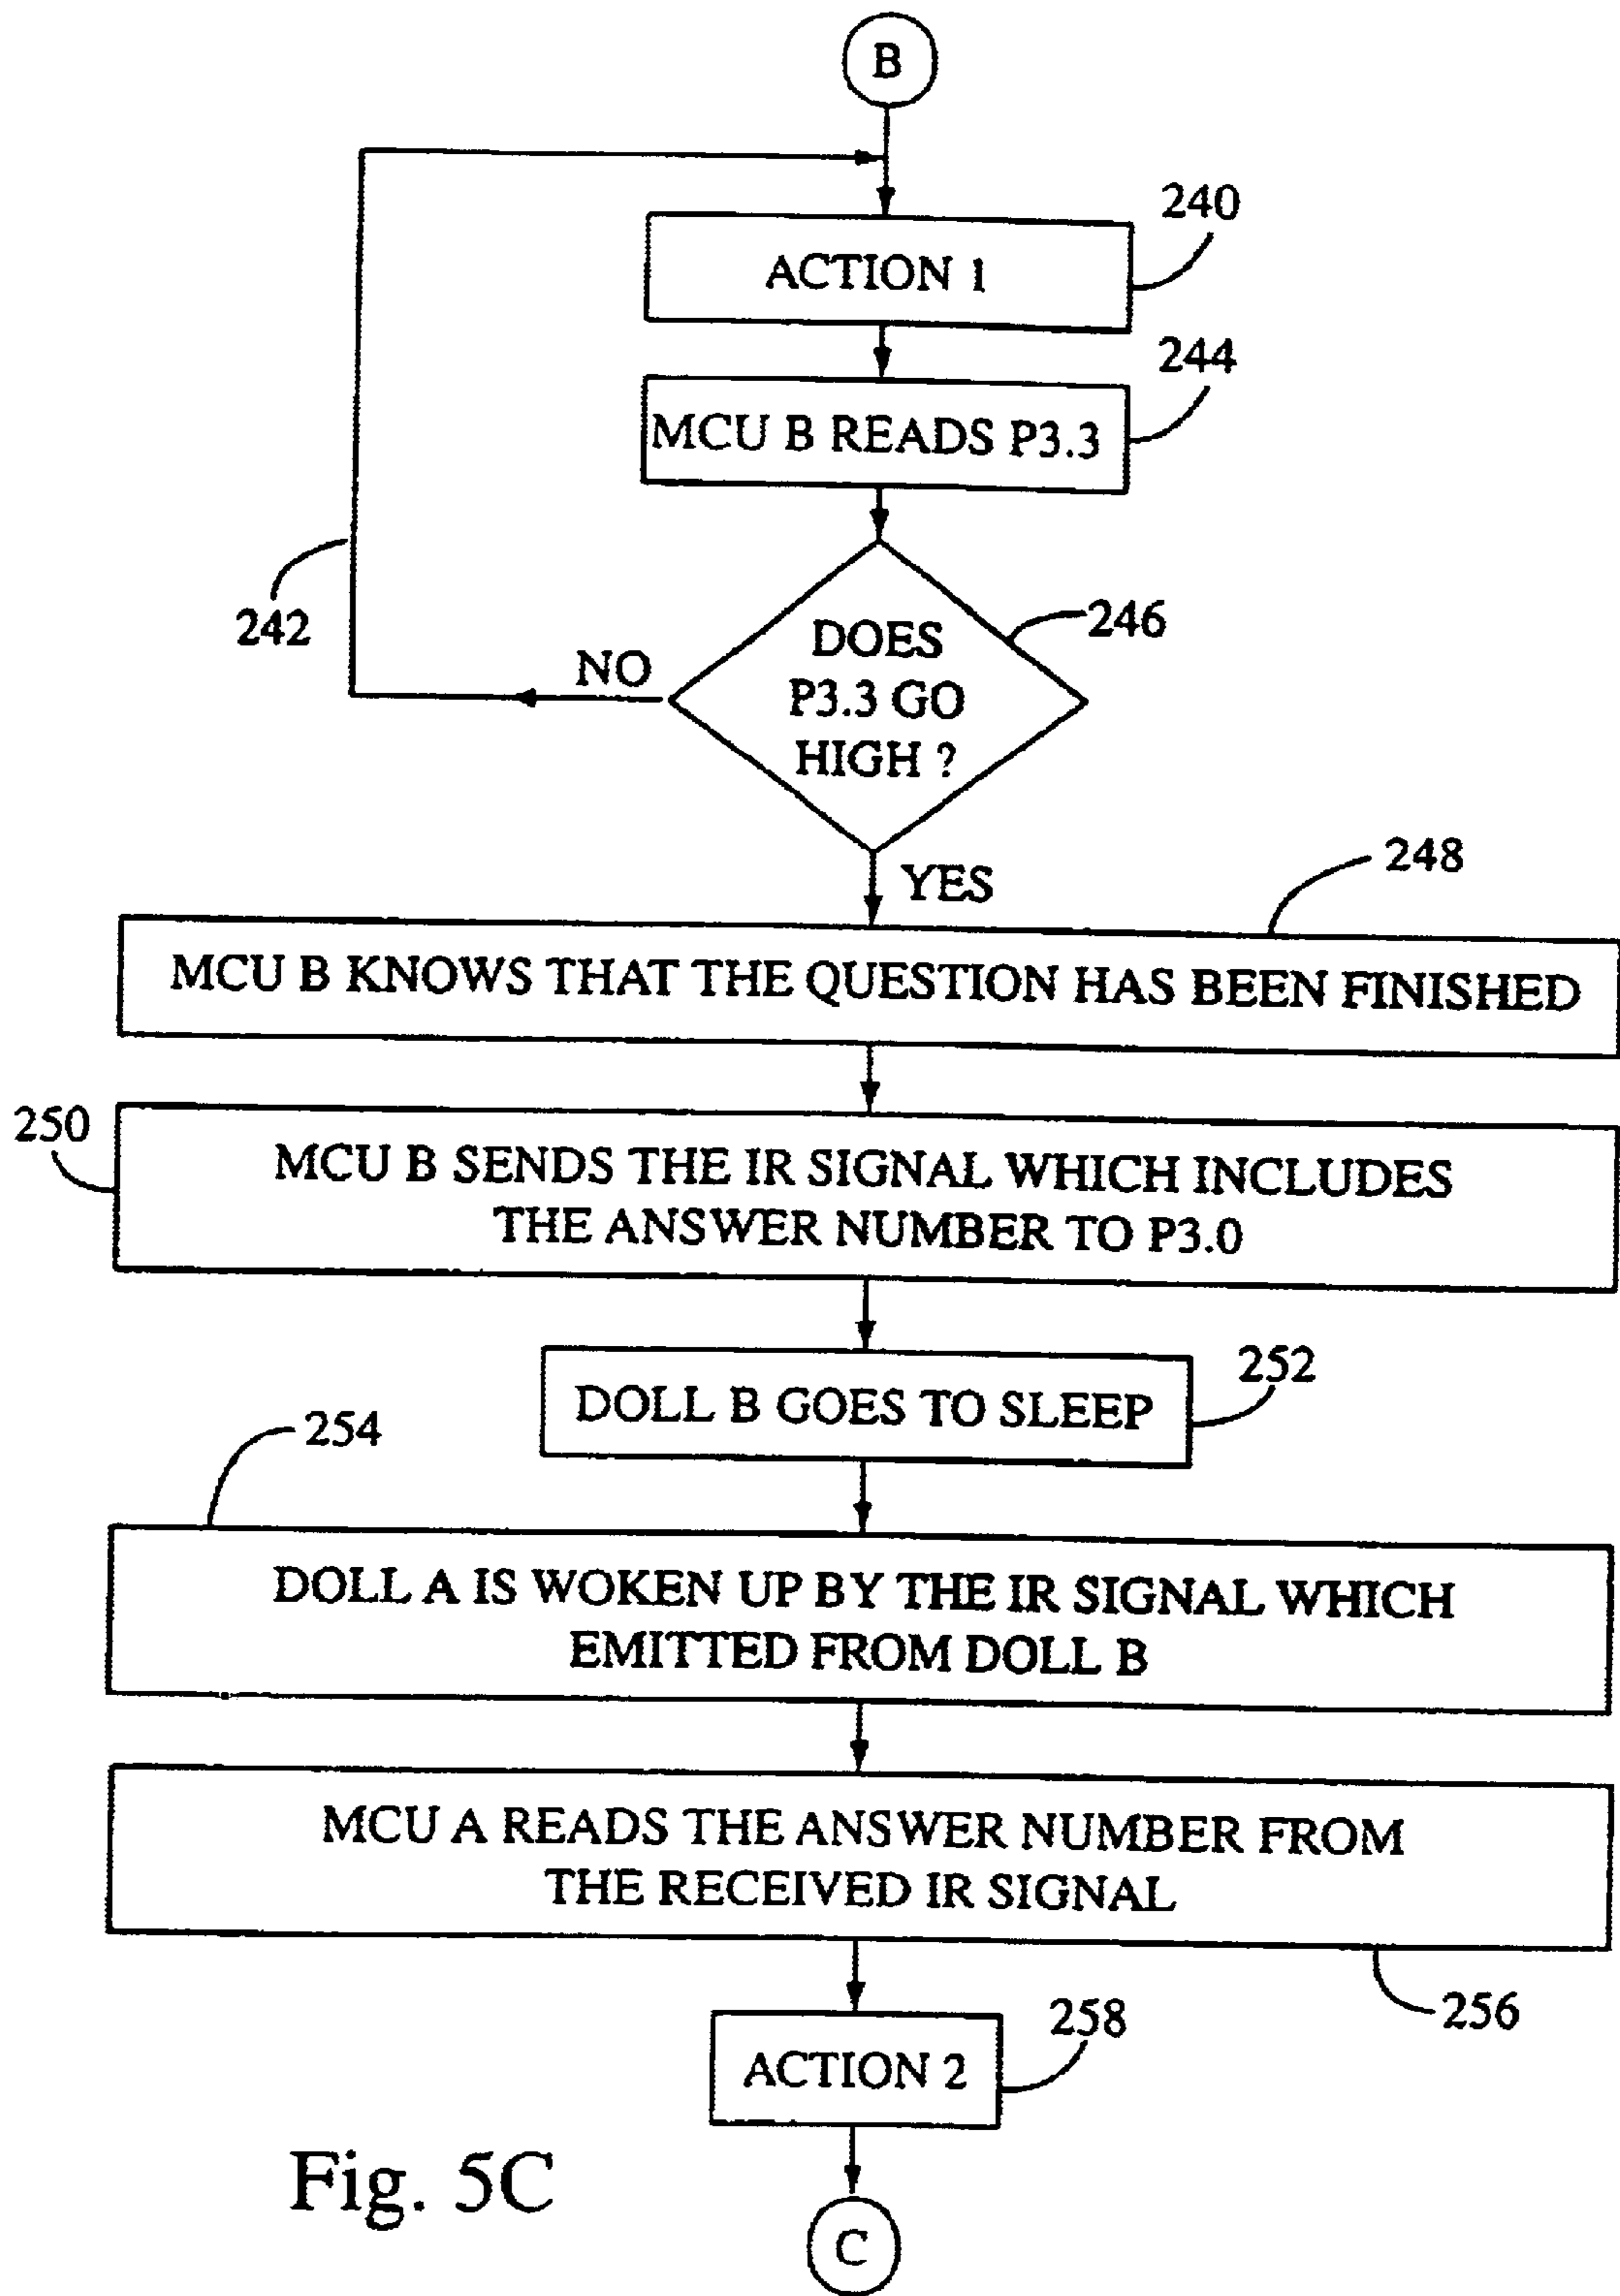 B
240
ACTION 1
244
MCU B READS P3.3
242
246
DOES
P3.3 GO
HIGH ?
NO
YES
248
MCU B KNOWS THAT THE QUESTION HAS BEEN FINISHED
250
MCU B SENDS THE IR SIGNAL WHICH INCLUDES
THE ANSWER NUMBER TO P3.0
252
DOLL B GOES TO SLEEP
254
DOLL A IS WOKEN UP BY THE IR SIGNAL WHICH
EMITTED FROM DOLL B
MCU A READS THE ANSWER NUMBER FROM
THE RECEIVED IR SIGNAL
256
258
ACTION 2
Fig. 5C
C